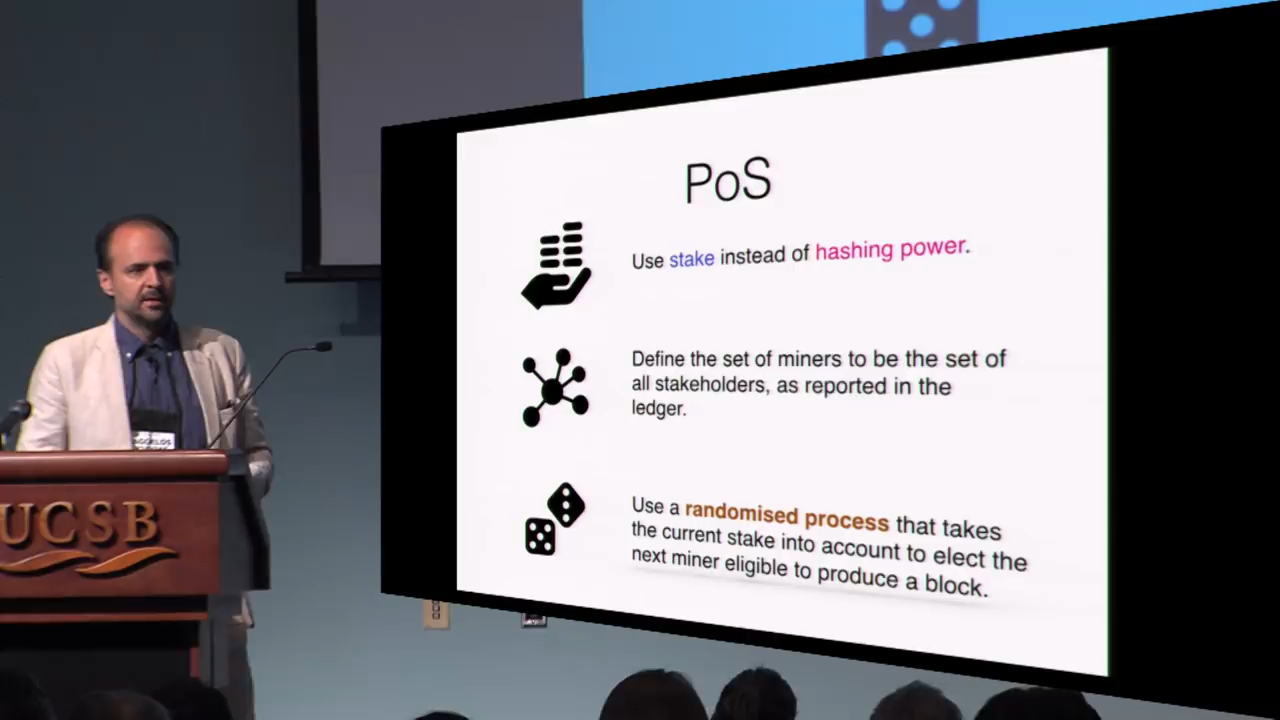 PoS
Use stake instead of hashing power.
Define the set of miners to be the set of
all stakeholders, as reported in the
ledger.
Use a randomised process that takes
the current stake into account to elect the
next miner eligible to produce a block.
UCSB